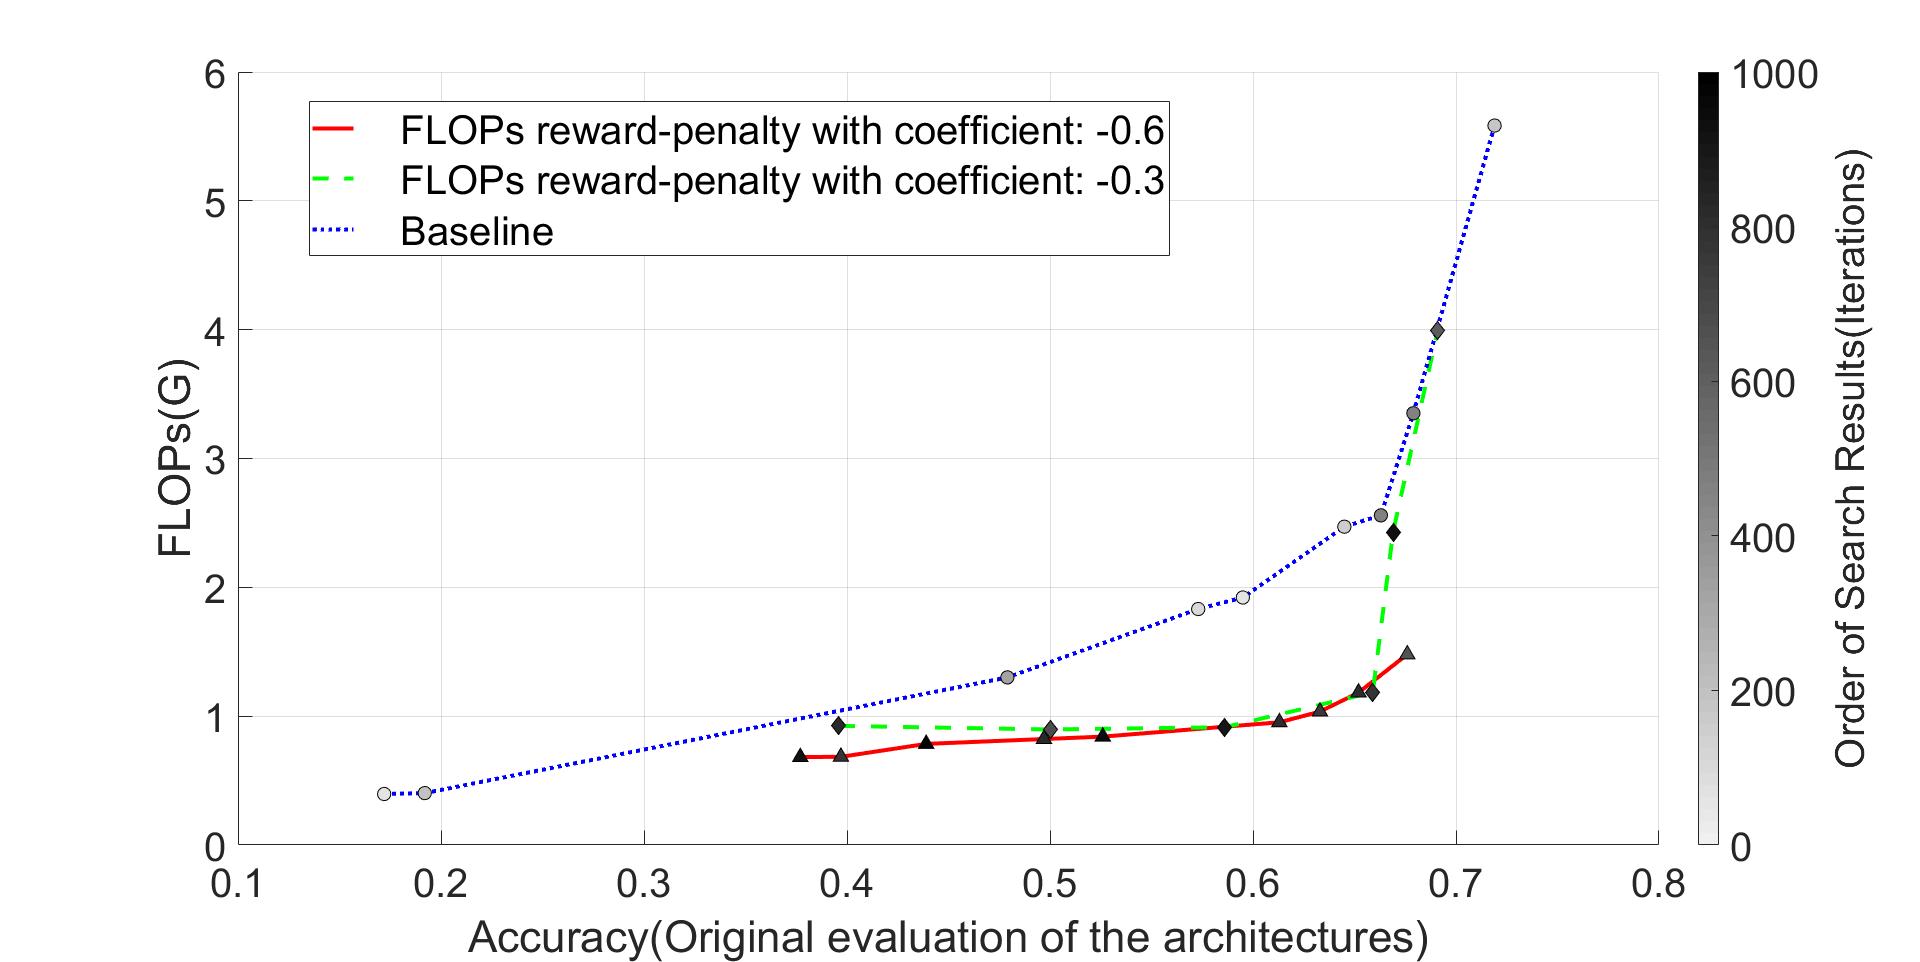 FLOPs reward-penalty with coefficient: -0.6
FLOPs reward-penalty with coefficient: -0.3
Baseline
FLOPs(G)
6
5
4
3
2
1
0
0.1 0.2 0.3 0.4 0.5 0.6 0.7 0.8
Accuracy(Original evaluation of the architectures)
1000
800
600
400
200
0
Order of Search Results(Iterations)